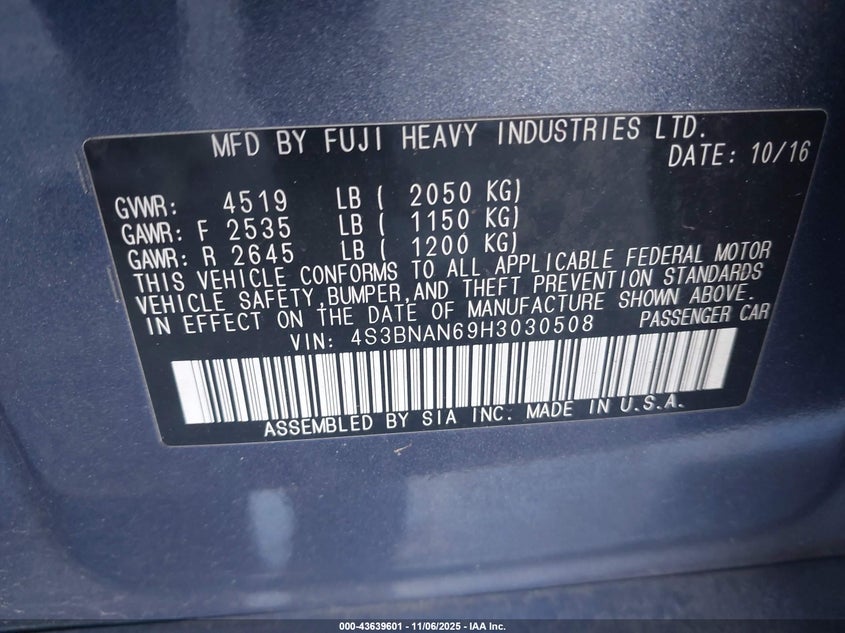 MFD BY FUJI HEAVY INDUSTRIES LTD.
DATE: 10/16
GVWR: 4519 LB ( 2050 KG)
GAWR: F 2535 LB ( 1150 KG)
GAWR: R 2645 LB ( 1200 KG)
THIS VEHICLE CONFORMS TO ALL APPLICABLE FEDERAL MOTOR
VEHICLE SAFETY,BUMPER,AND THEFT PREVENTION STANDARDS
IN EFFECT ON THE DATE OF MANUFACTURE SHOWN ABOVE.
VIN: 4S3BNAN69H3030508 PASSENGER CAR
ASSEMBLED BY SIA INC. MADE IN U.S.A.
000-43639601 - 11/06/2025 - IAA Inc.